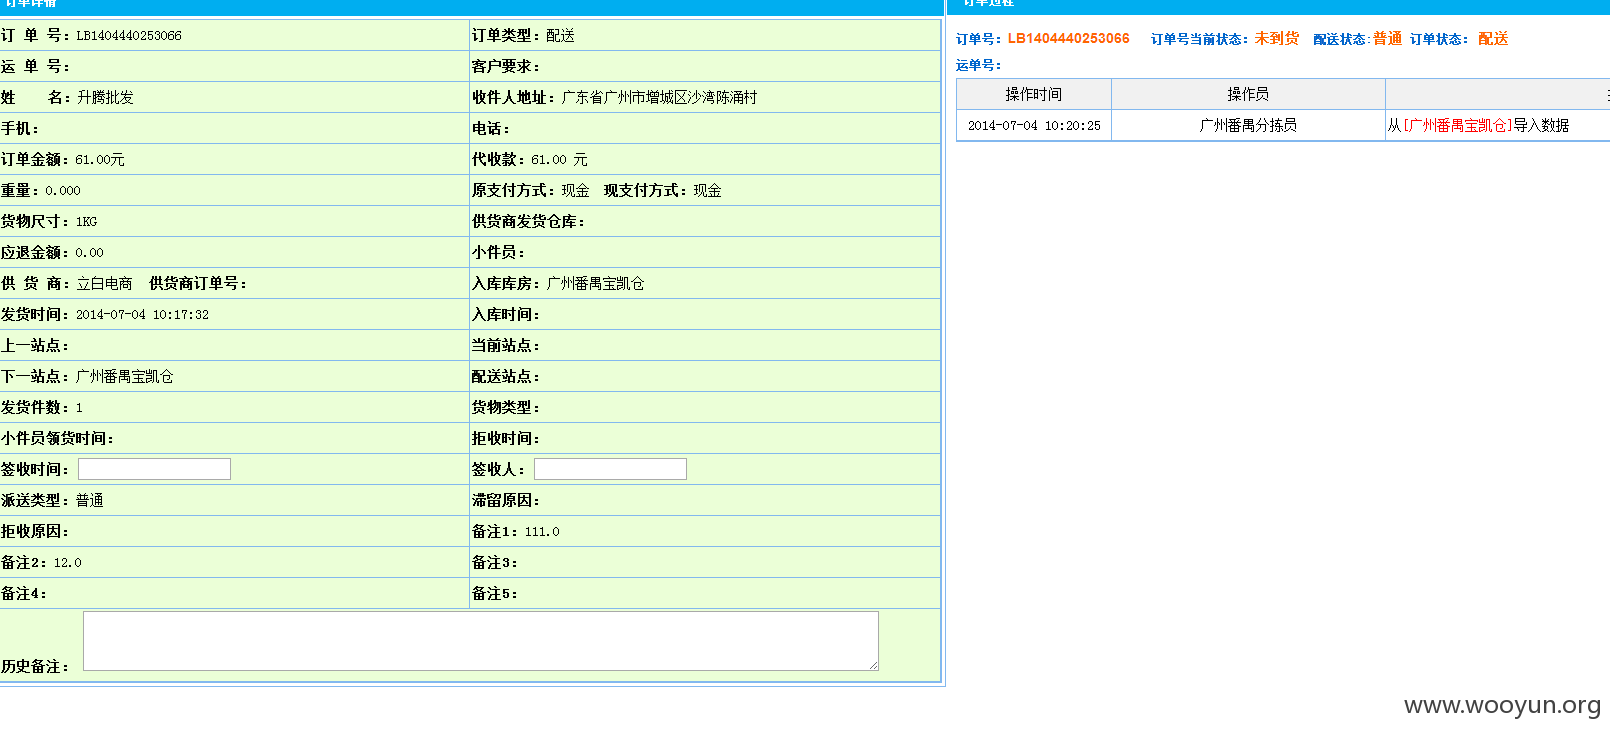 订单详情
订 单 号：LB1404440253066 订单类型：配送
运 单 号： 客户要求：
姓 名：升腾批发 收件人地址：广东省广州市增城区沙湾陈涌村
手机： 电话：
订单金额：61.00元 代收款：61.00 元
重量：0.000 原支付方式：现金 现支付方式：现金
货物尺寸：1KG 供货商发货仓库：
应退金额：0.00 小件员：
供 货 商：立白电商 供货商订单号： 入库库房：广州番禺宝凯仓
发货时间：2014-07-04 10:17:32 入库时间：
上一站点： 当前站点：
下一站点：广州番禺宝凯仓 配送站点：
发货件数：1 货物类型：
小件员领货时间： 拒收时间：
签收时间： 签收人：
派送类型：普通 滞留原因：
拒收原因： 备注1：111.0
备注2：12.0 备注3：
备注4： 备注5：
历史备注：
订单过程
订单号：LB1404440253066 订单号当前状态：未到货 配送状态:普通 订单状态： 配送
运单号：
操作时间 操作员
2014-07-04 10:20:25 广州番禺分拣员 从[广州番禺宝凯仓]导入数据
www.wooyun.org